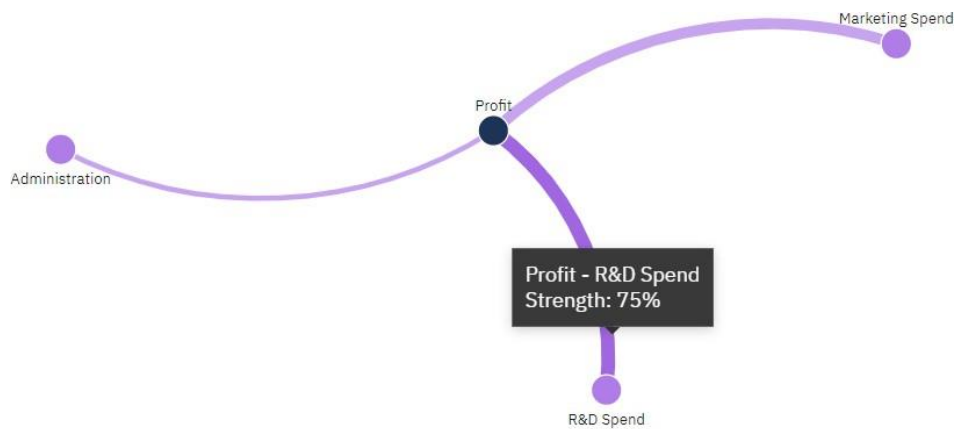 Marketing Spend
Profit
Administration
Profit - R&D Spend
Strength: 75%
R&D Spend